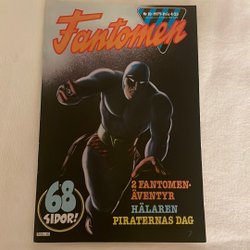 Fantomen
68
SIDOR!
2 FANTOMEN-
ÄVENTYR
HÄLAREN
PIRATERNAS DAG